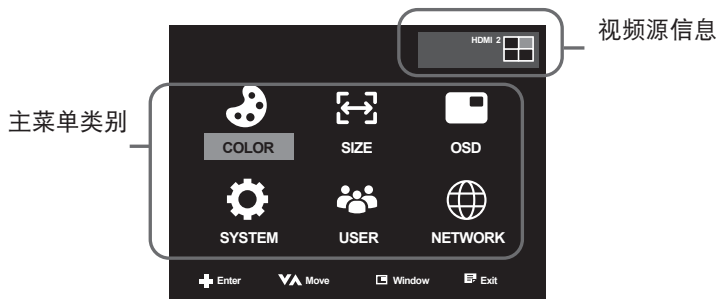 视频源信息
HDMI 2
主菜单类别
COLOR SIZE OSD
SYSTEM USER NETWORK
Enter Move Window Exit